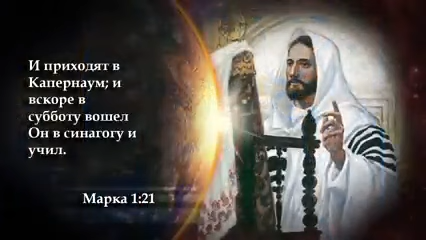 И приходят в
Капернаум; и
вскоре в
субботу вошел
Он в синагогу и
учил.
Марка 1:21